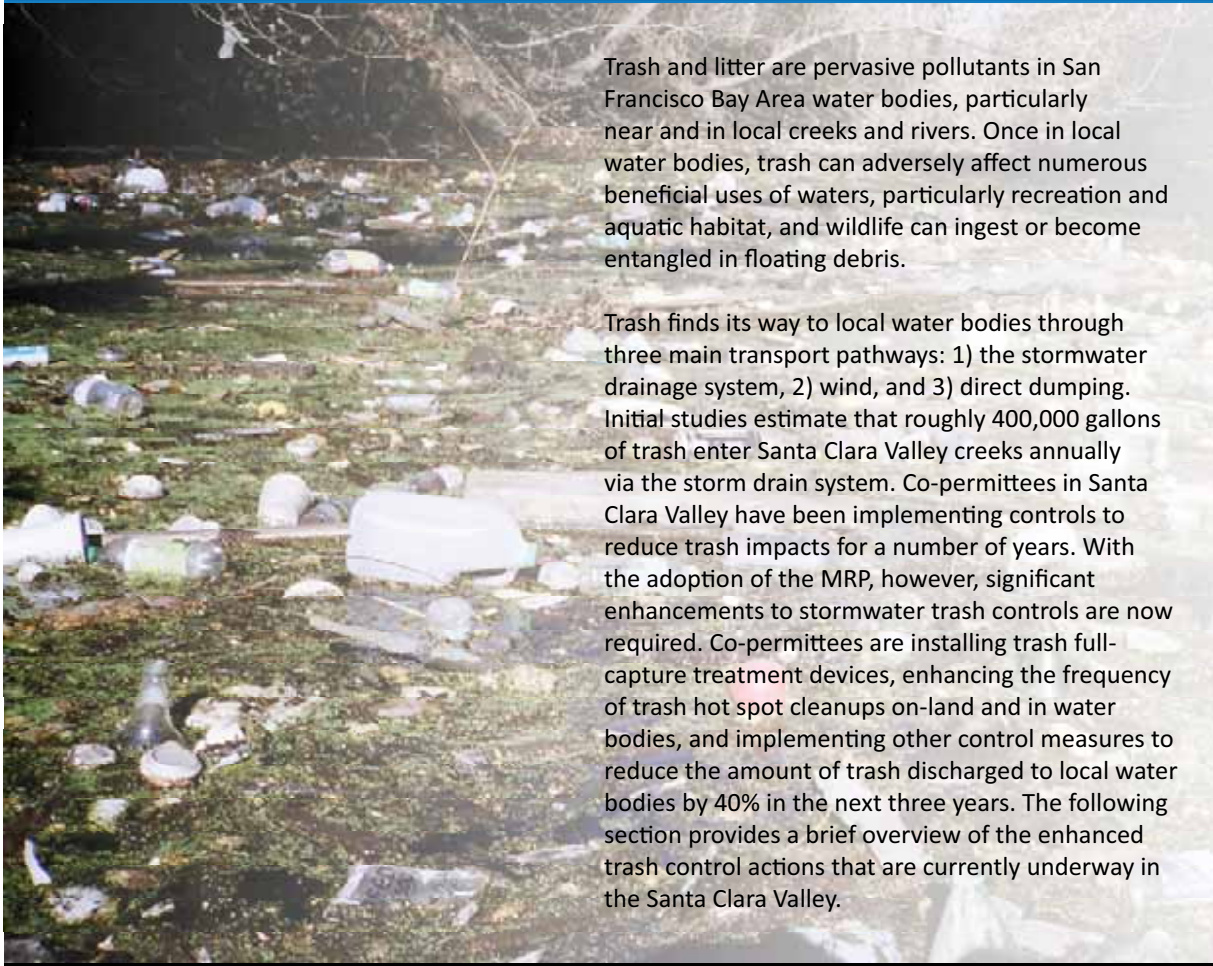 Trash and litter are pervasive pollutants in San
Francisco Bay Area water bodies, particularly
near and in local creeks and rivers. Once in local
water bodies, trash can adversely affect numerous
beneficial uses of waters, particularly recreation and
aquatic habitat, and wildlife can ingest or become
entangled in floating debris.
Trash finds its way to local water bodies through
three main transport pathways: 1) the stormwater
drainage system, 2) wind, and 3) direct dumping.
Initial studies estimate that roughly 400,000 gallons
of trash enter Santa Clara Valley creeks annually
via the storm drain system. Co-permittees in Santa
Clara Valley have been implementing controls to
reduce trash impacts for a number of years. With
the adoption of the MRP, however, significant
enhancements to stormwater trash controls are now
required. Co-permittees are installing trash full-
capture treatment devices, enhancing the frequency
of trash hot spot cleanups on-land and in water
bodies, and implementing other control measures to
reduce the amount of trash discharged to local water
bodies by 40% in the next three years. The following
section provides a brief overview of the enhanced
trash control actions that are currently underway in
the Santa Clara Valley.